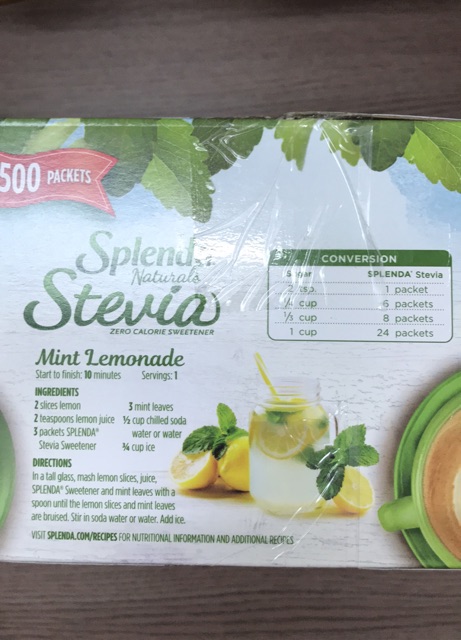 500 PACKETS
Splenda
Naturals
Stevia
ZERO CALORIE SWEETENER
CONVERSION
Sugar SPLENDA® Stevia
2 tsp. 1 packet
¼ cup 6 packets
⅓ cup 8 packets
1 cup 24 packets
Mint Lemonade
Start to finish: 10 minutes Servings: 1
INGREDIENTS
2 slices lemon
2 teaspoons lemon juice
3 packets SPLENDA®
Stevia Sweetener
3 mint leaves
½ cup chilled soda
water or water
¾ cup ice
DIRECTIONS
In a tall glass, mash lemon slices, juice,
SPLENDA® Sweetener and mint leaves with a
spoon until the lemon slices and mint leaves
are bruised. Stir in soda water or water. Add ice.
VISIT SPLENDA.COM/RECIPES FOR NUTRITIONAL INFORMATION AND ADDITIONAL RECIPES